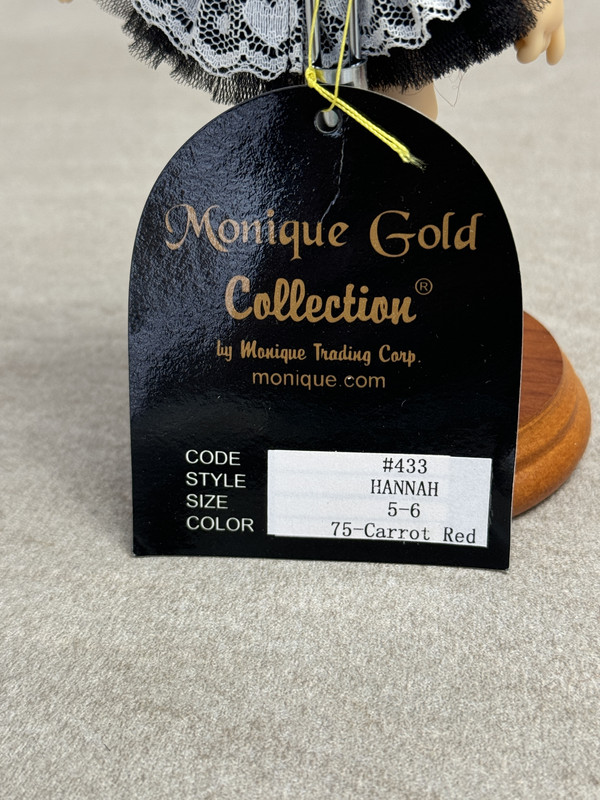 Monique Gold
Collection®
by Monique Trading Corp.
monique.com
CODE #433
STYLE HANNAH
SIZE 5-6
COLOR 75-Carrot Red